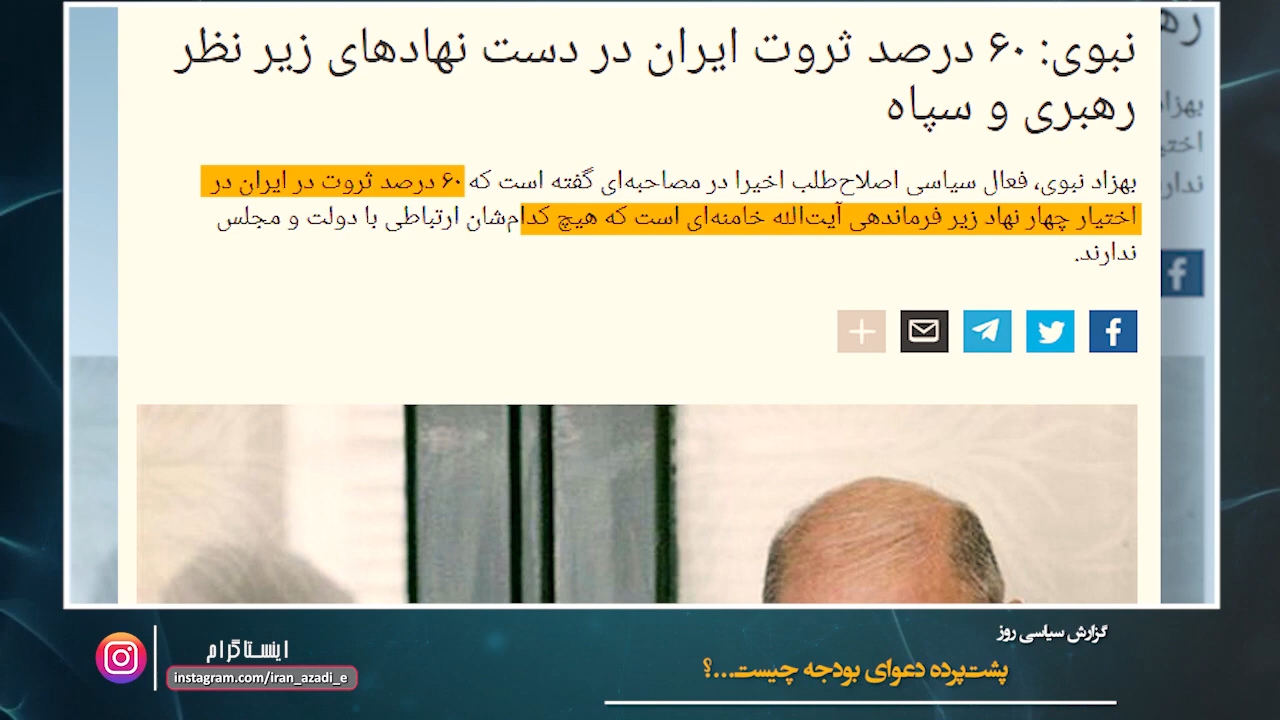 نبوی: ۶۰ درصد ثروت ایران در دست نهادهای زیر نظر
رهبری و سپاه
بهزاد نبوی، فعال سیاسی اصلاح‌طلب اخیرا در مصاحبه‌ای گفته است که ۶۰ درصد ثروت در ایران در
اختیار چهار نهاد زیر فرماندهی آیت‌الله خامنه‌ای است که هیچ کدام‌شان ارتباطی با دولت و مجلس
ندارند.
گزارش سیاسی روز
پشت‌پرده دعوای بودجه چیست...؟
اینستاگرام
instagram.com/iran_azadi_e